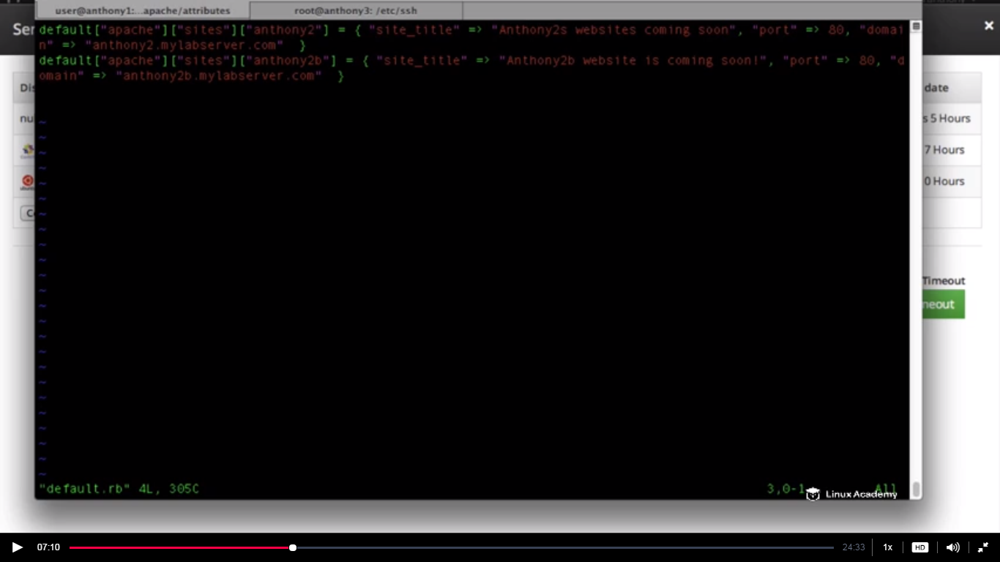 user@anthony1:...apache/attributes
root@anthony3: /etc/ssh
default["apache"]["sites"]["anthony2"] = { "site_title" => "Anthony2s websites coming soon", "port" => 80, "domai
n" => "anthony2.mylabserver.com"  }
default["apache"]["sites"]["anthony2b"] = { "site_title" => "Anthony2b website is coming soon!", "port" => 80, "d
omain" => "anthony2b.mylabserver.com"  }
date
s 5 Hours
7 Hours
0 Hours
Timeout
neout
"default.rb" 4L, 305C
3,0-1
All
Linux Academy
07:10
24:33
1x
HD